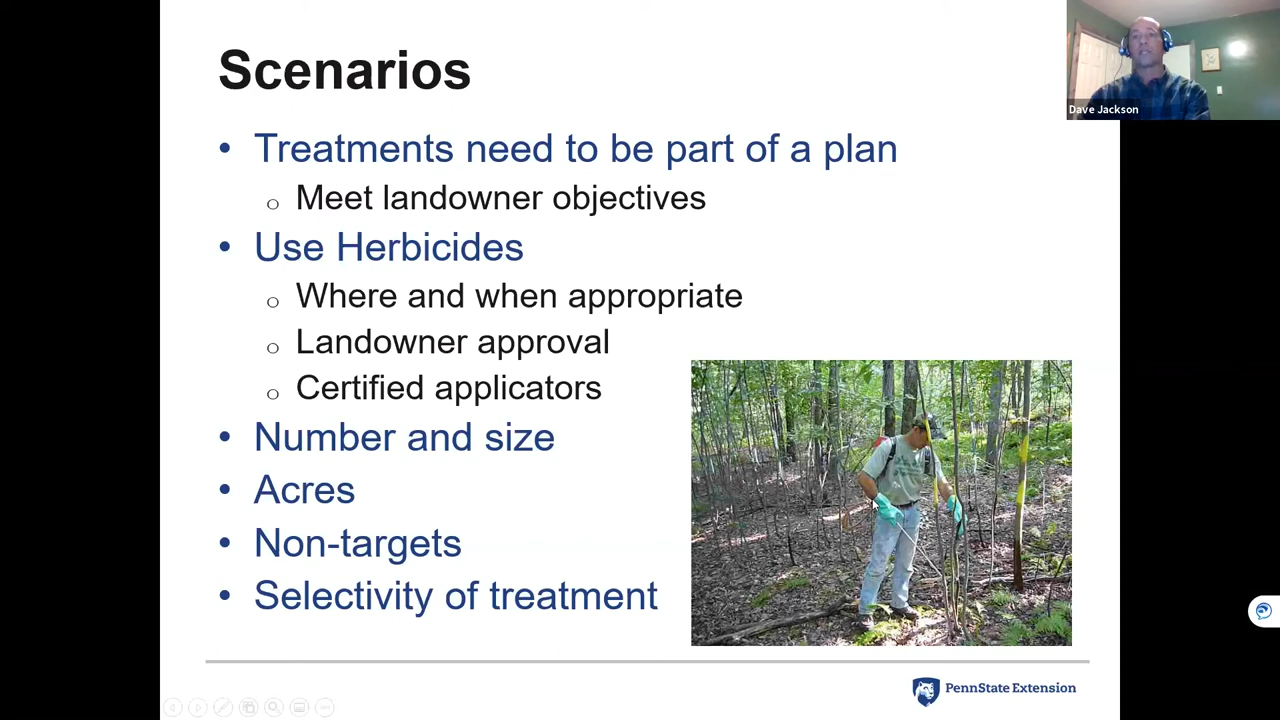 Scenarios
Dave Jackson
• Treatments need to be part of a plan
o Meet landowner objectives
• Use Herbicides
o Where and when appropriate
o Landowner approval
o Certified applicators
• Number and size
• Acres
• Non-targets
• Selectivity of treatment
PennState Extension